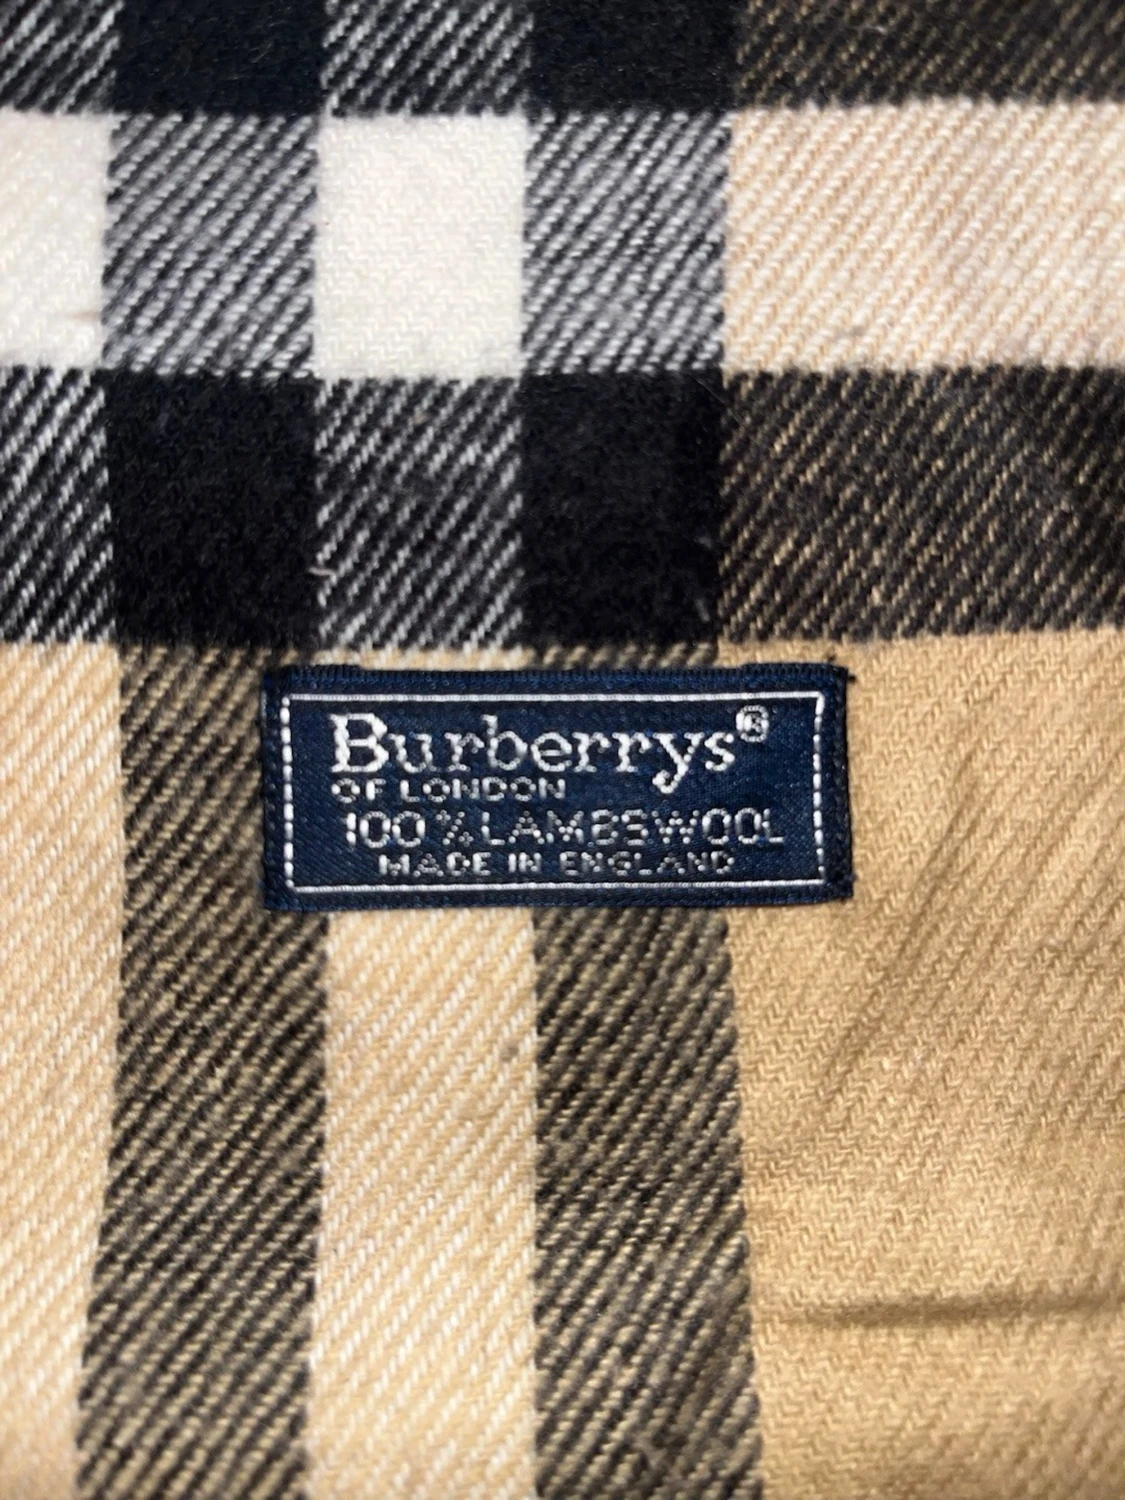 Burberrys®
OF LONDON
100% LAMBSWOOL
MADE IN ENGLAND